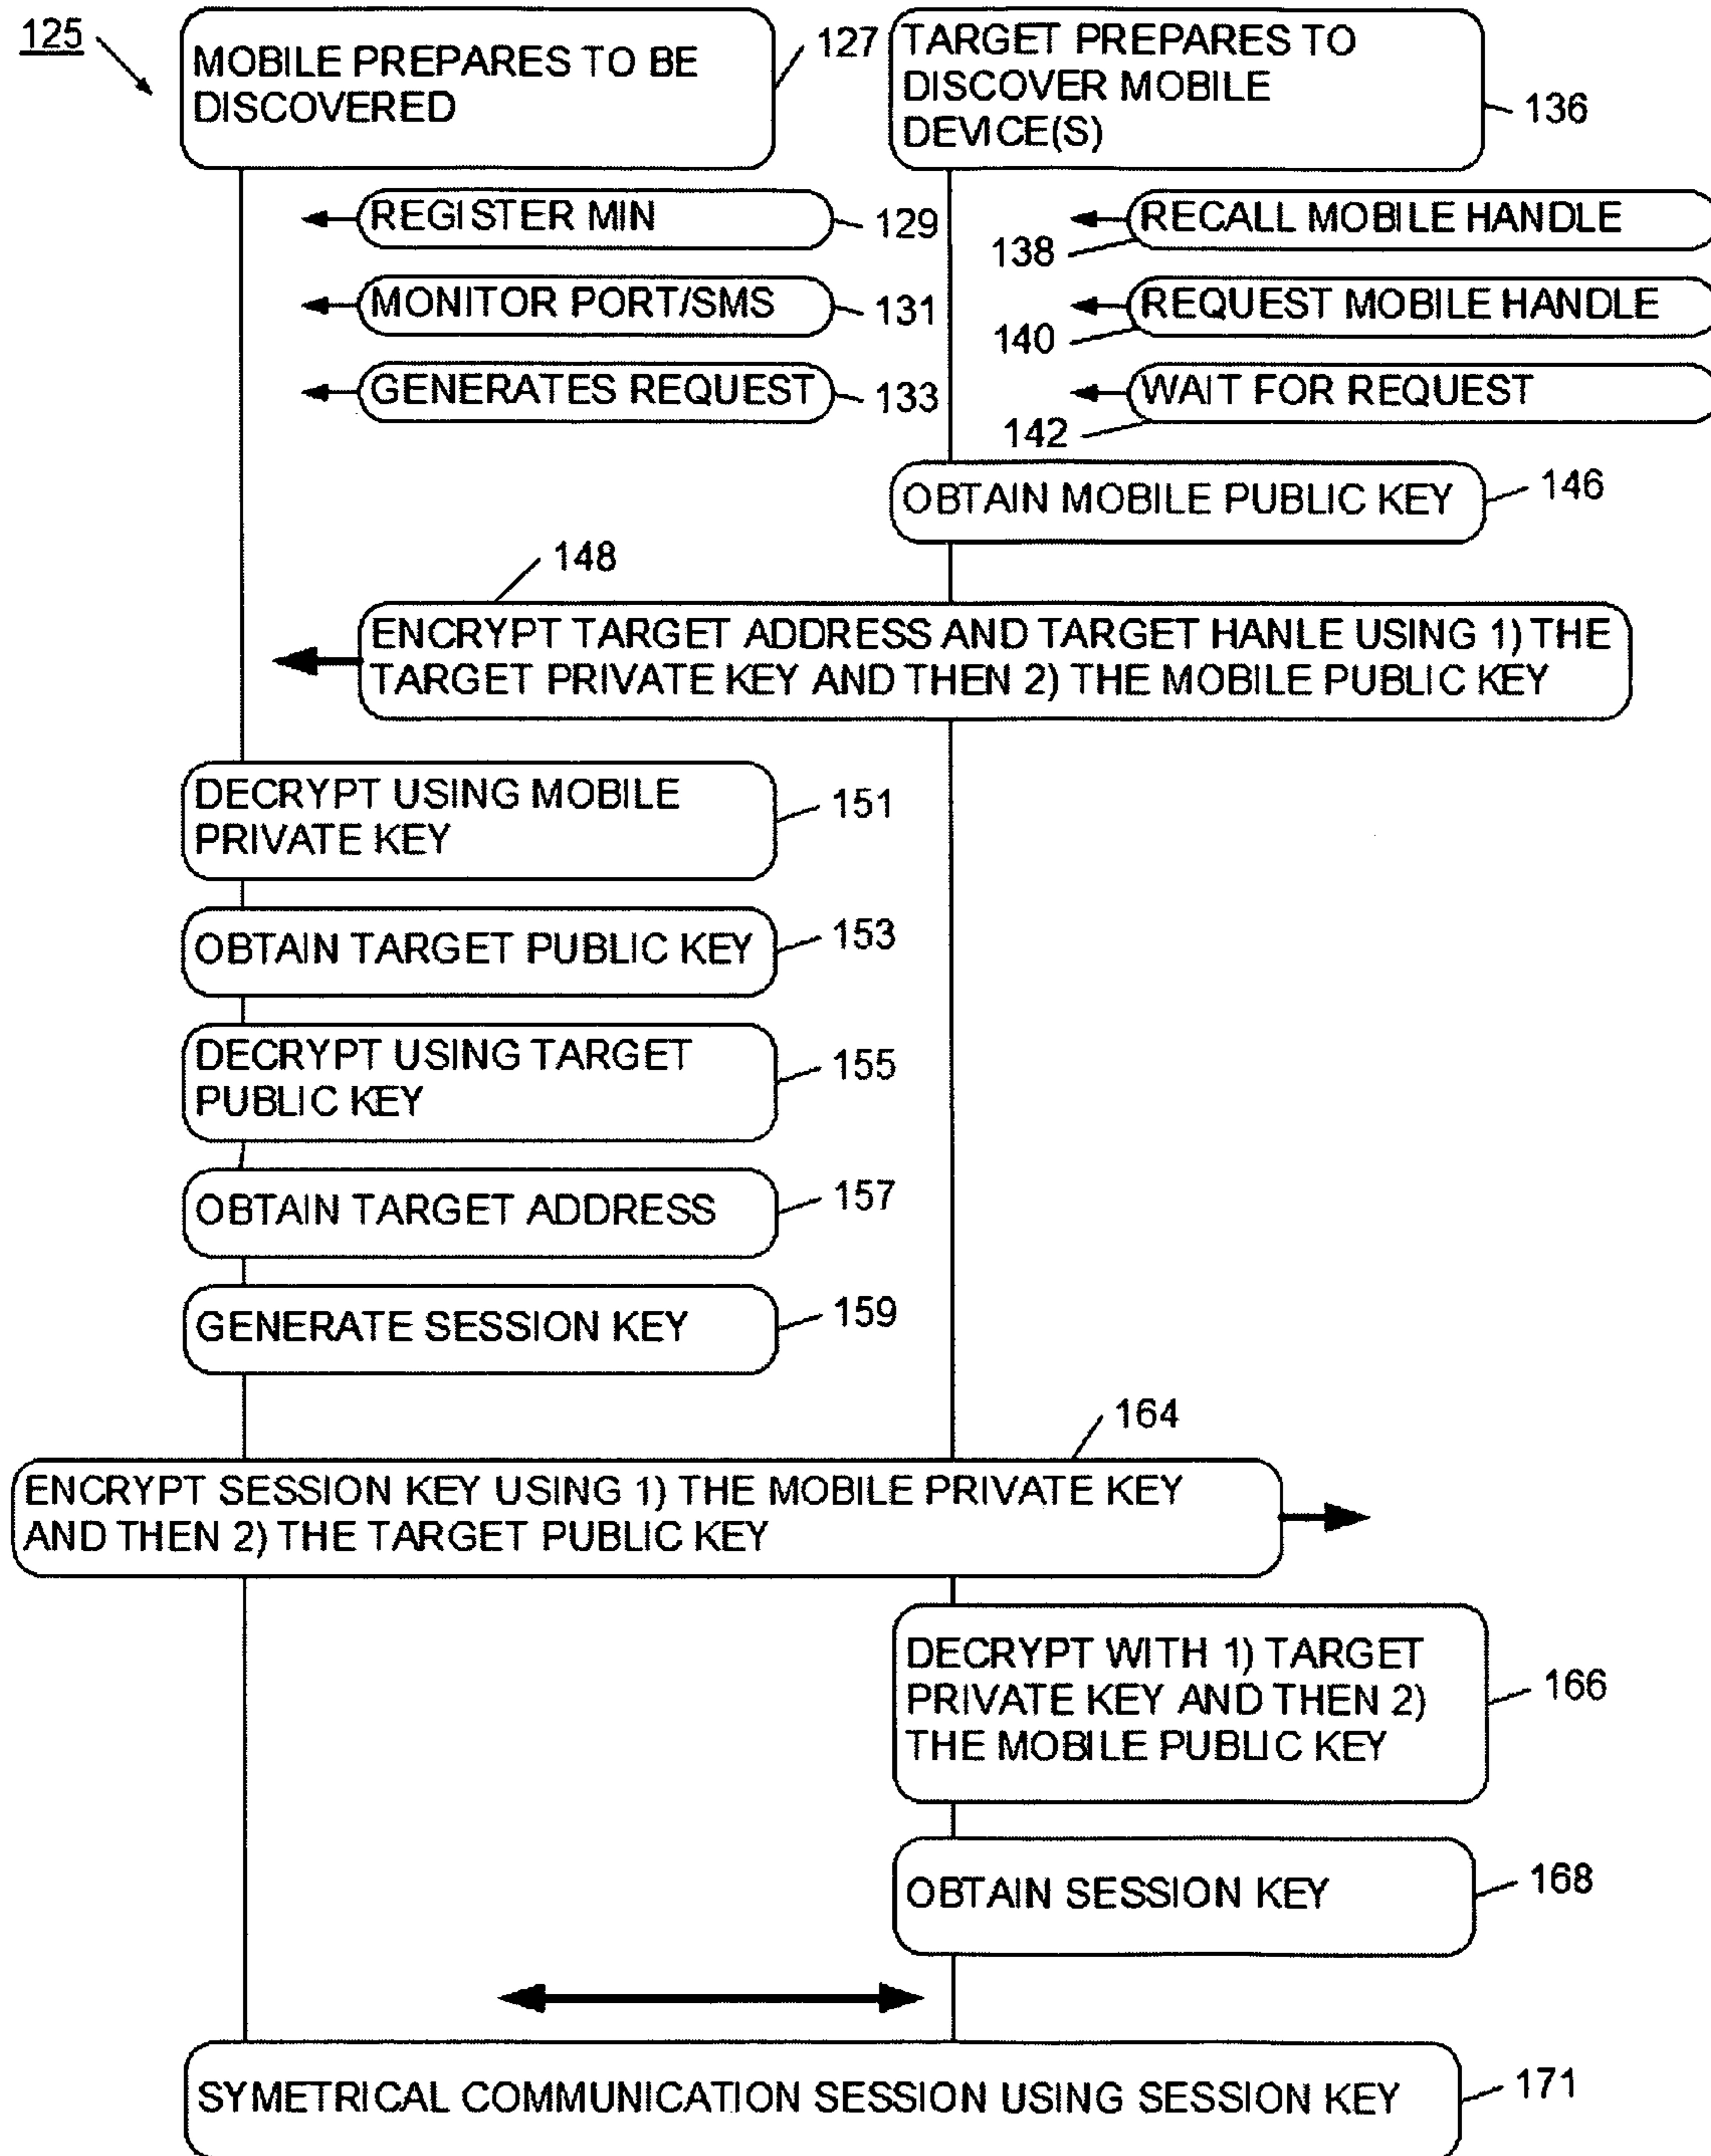 125
MOBILE PREPARES TO BE
DISCOVERED
127
TARGET PREPARES TO
DISCOVER MOBILE
DEVICE(S)
136
REGISTER MIN
129
RECALL MOBILE HANDLE
138
MONITOR PORT/SMS
131
REQUEST MOBILE HANDLE
140
GENERATES REQUEST
133
WAIT FOR REQUEST
142
OBTAIN MOBILE PUBLIC KEY
146
148
ENCRYPT TARGET ADDRESS AND TARGET HANLE USING 1) THE
TARGET PRIVATE KEY AND THEN 2) THE MOBILE PUBLIC KEY
DECRYPT USING MOBILE
PRIVATE KEY
151
OBTAIN TARGET PUBLIC KEY
153
DECRYPT USING TARGET
PUBLIC KEY
155
OBTAIN TARGET ADDRESS
157
GENERATE SESSION KEY
159
164
ENCRYPT SESSION KEY USING 1) THE MOBILE PRIVATE KEY
AND THEN 2) THE TARGET PUBLIC KEY
DECRYPT WITH 1) TARGET
PRIVATE KEY AND THEN 2)
THE MOBILE PUBLIC KEY
166
OBTAIN SESSION KEY
168
SYMETRICAL COMMUNICATION SESSION USING SESSION KEY
171